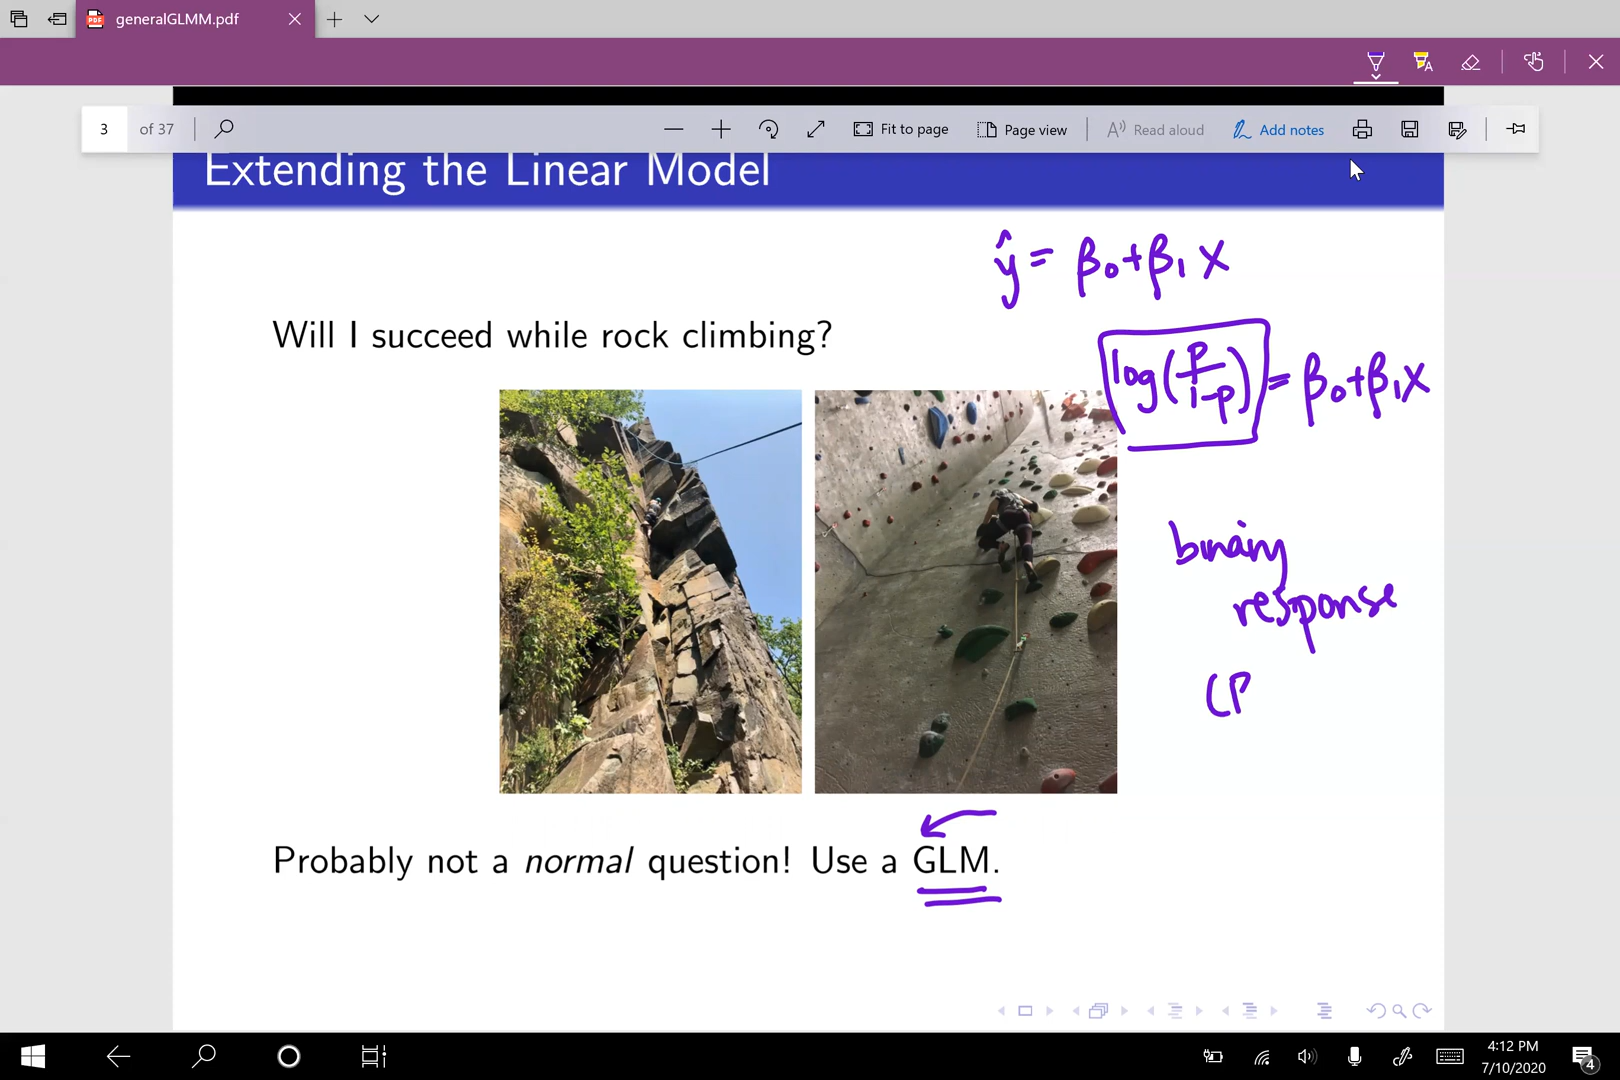 generalGLMM.pdf
3 of 37
Fit to page
Page view
A Read aloud
Add notes
Extending the Linear Model
ŷ = β₀+β₁ X
Will I succeed while rock climbing?
log(p/1-p) = β₀+β₁X
binary
response
(P
Probably not a normal question! Use a GLM.
4:12 PM
7/10/2020
4